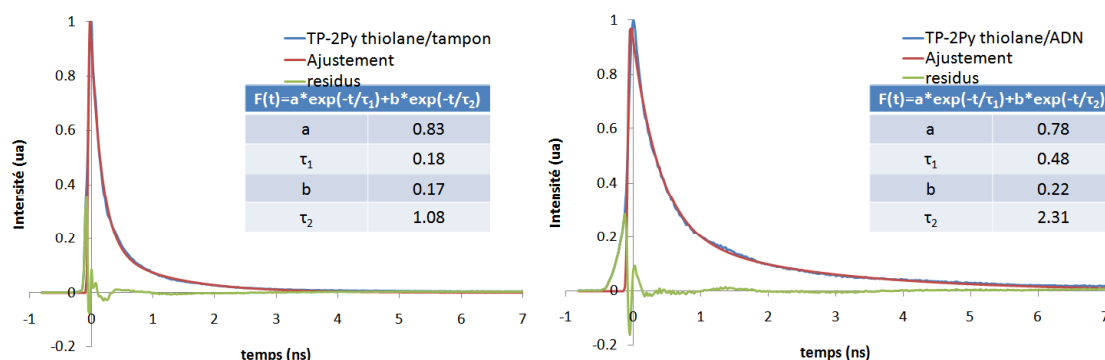 TP-2Py thiolane/tampon
Ajustement
residus
F(t)=a*exp(-t/τ1)+b*exp(-t/τ2)
a 0.83
τ1 0.18
b 0.17
τ2 1.08
Intensité (ua)
1
0.8
0.6
0.4
0.2
0
-0.2
-1 0 1 2 3 4 5 6 7
temps (ns)
TP-2Py thiolane/ADN
Ajustement
residus
F(t)=a*exp(-t/τ1)+b*exp(-t/τ2)
a 0.78
τ1 0.48
b 0.22
τ2 2.31
Intensité (ua)
1
0.8
0.6
0.4
0.2
0
-0.2
-1 0 1 2 3 4 5 6 7
temps (ns)